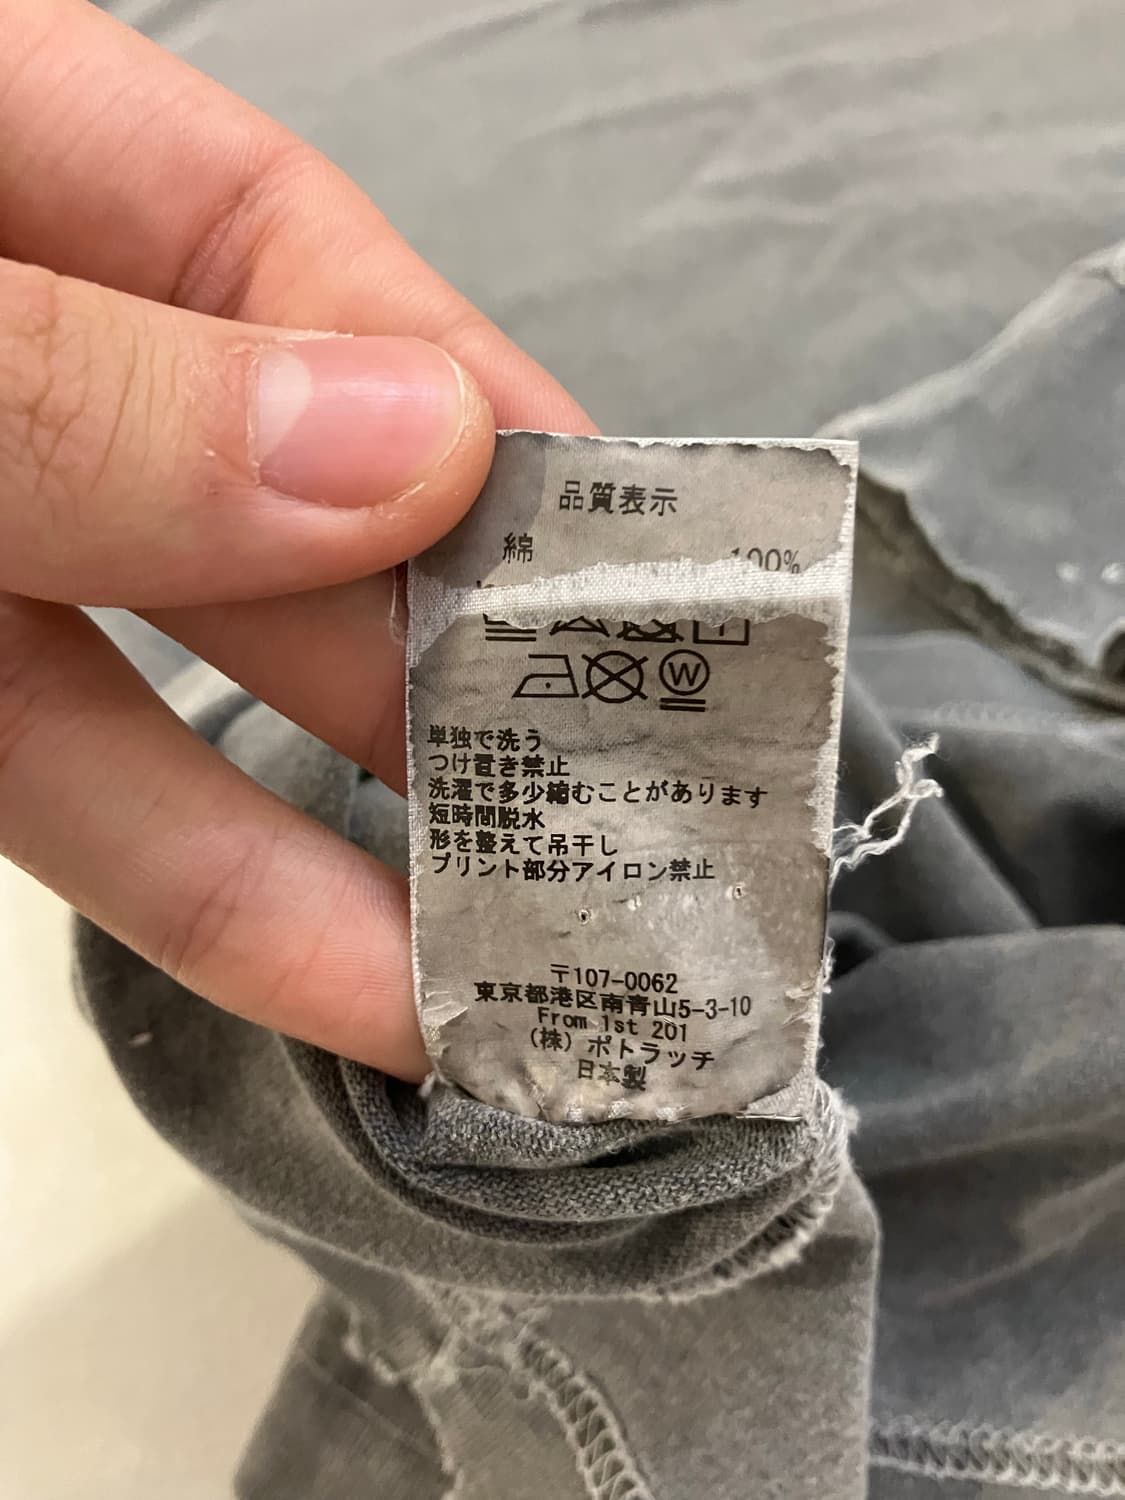 品質表示
綿 100%
W
単独で洗う
つけ置き禁止
洗濯で多少縮むことがあります
短時間脱水
形を整えて吊干し
プリント部分アイロン禁止
〒107-0062
東京都港区南青山5-3-10
From 1st 201
(株) ポトラッチ
日本製